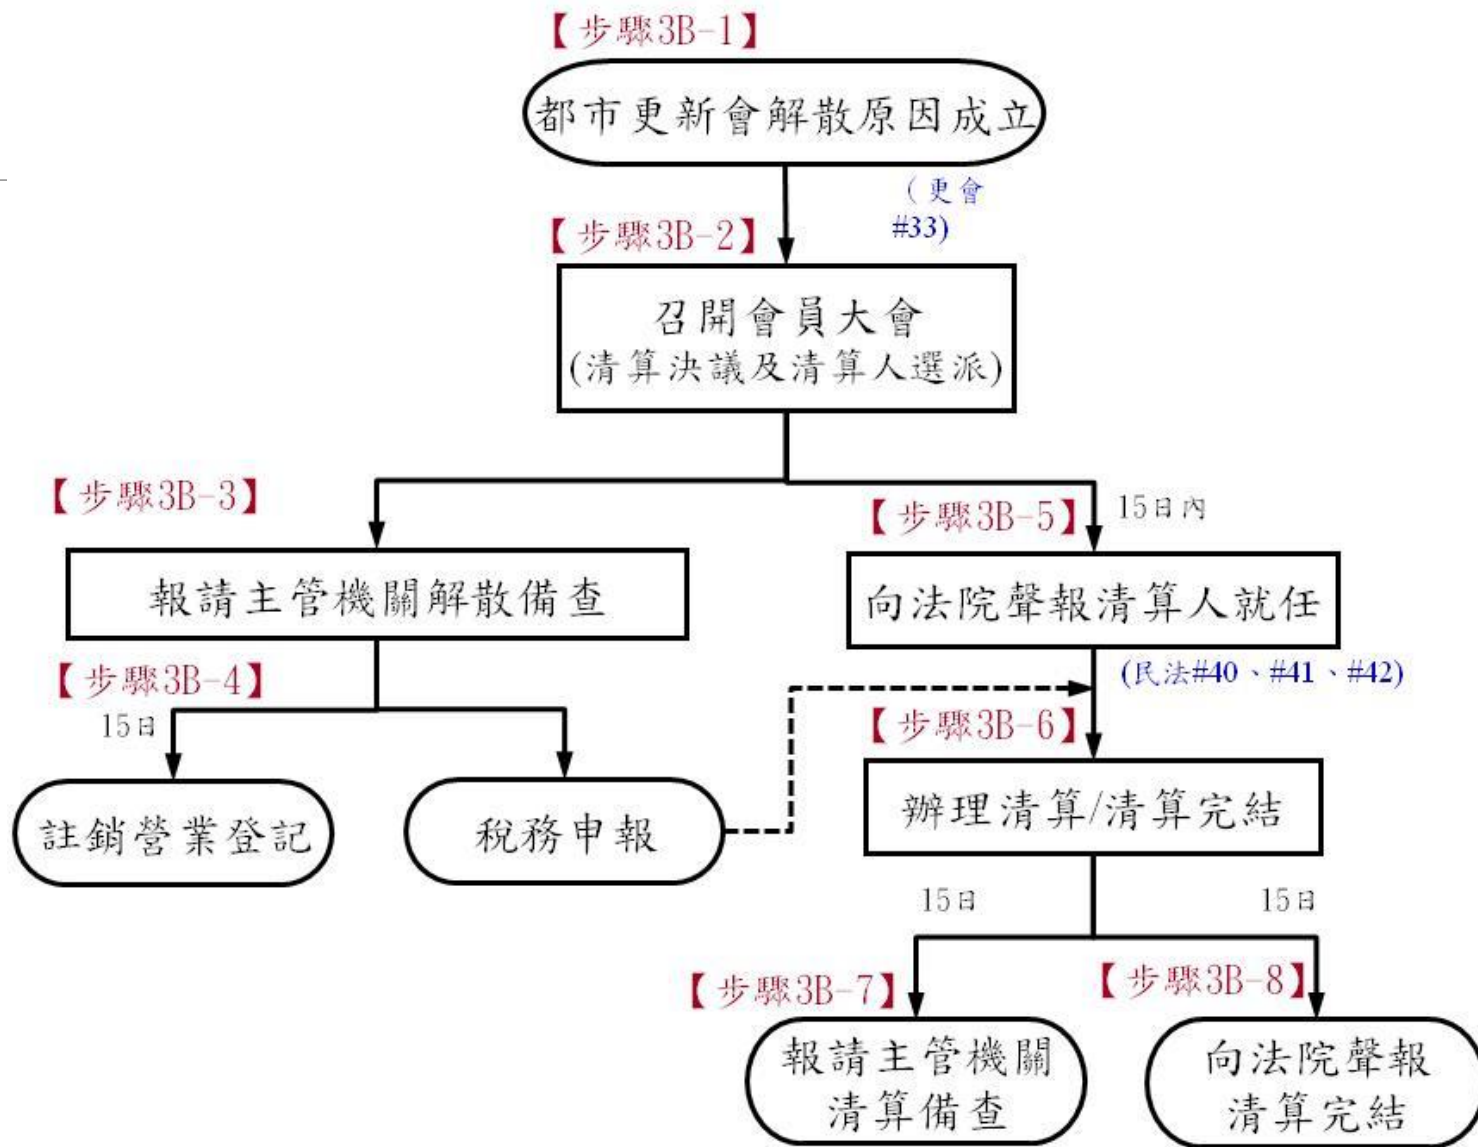 【步驟3B-1】
都市更新會解散原因成立
（更會
#33)
【步驟3B-2】
召開會員大會
(清算決議及清算人選派)
【步驟3B-3】
報請主管機關解散備查
【步驟3B-5】
15日內
向法院聲報清算人就任
(民法#40、#41、#42)
【步驟3B-4】
15日
註銷營業登記
稅務申報
【步驟3B-6】
辦理清算/清算完結
15日
15日
【步驟3B-7】
報請主管機關
清算備查
【步驟3B-8】
向法院聲報
清算完結